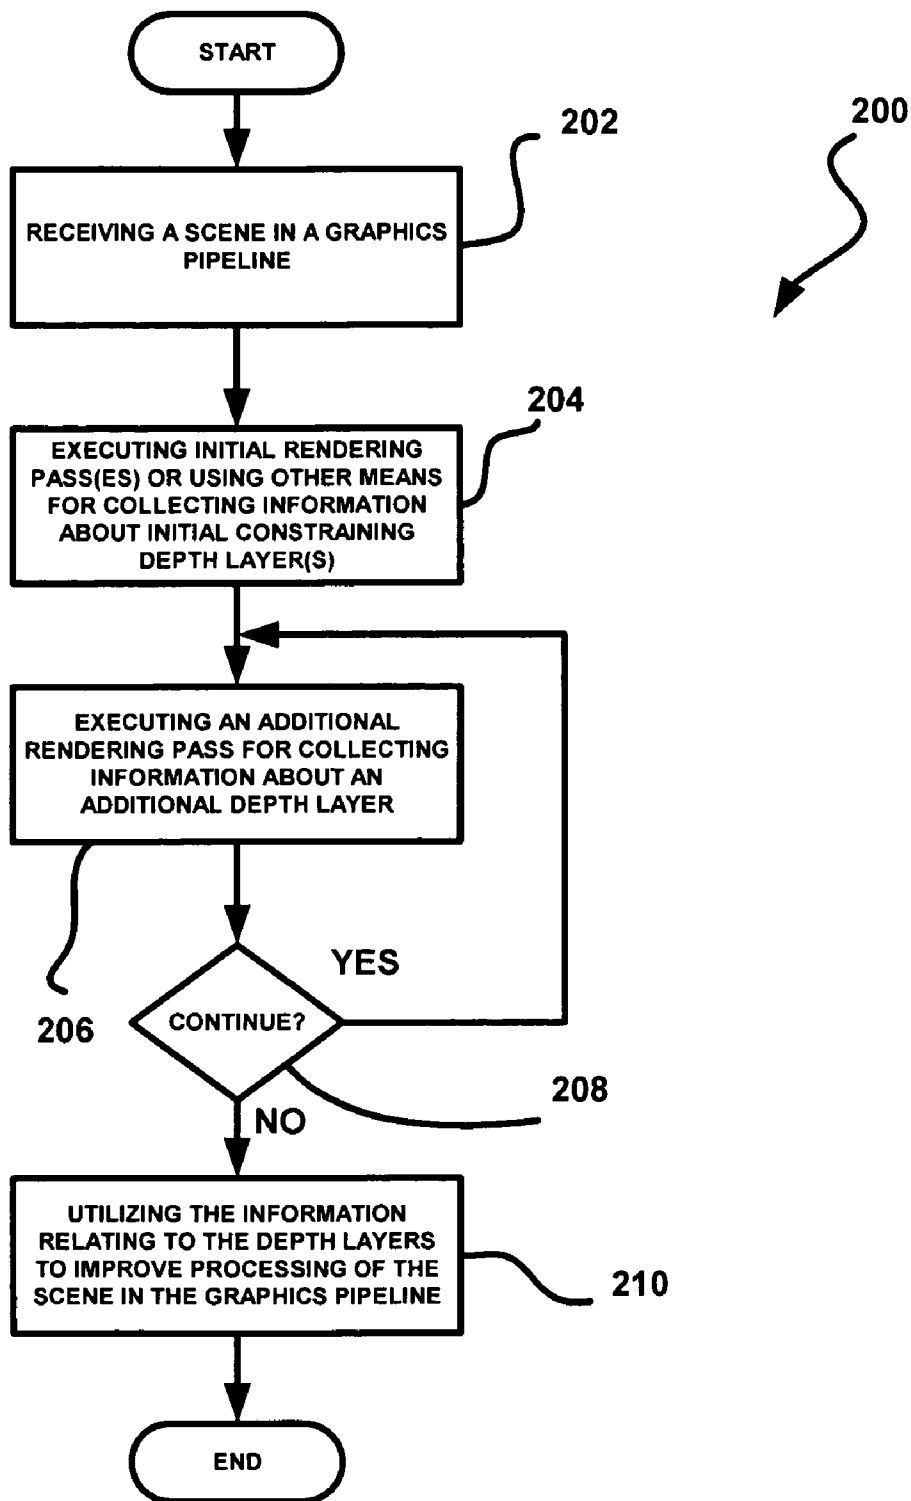 START
202
200
RECEIVING A SCENE IN A GRAPHICS
PIPELINE
204
EXECUTING INITIAL RENDERING
PASS(ES) OR USING OTHER MEANS
FOR COLLECTING INFORMATION
ABOUT INITIAL CONSTRAINING
DEPTH LAYER(S)
EXECUTING AN ADDITIONAL
RENDERING PASS FOR COLLECTING
INFORMATION ABOUT AN
ADDITIONAL DEPTH LAYER
YES
CONTINUE?
206
208
NO
UTILIZING THE INFORMATION
RELATING TO THE DEPTH LAYERS
TO IMPROVE PROCESSING OF THE
SCENE IN THE GRAPHICS PIPELINE
210
END